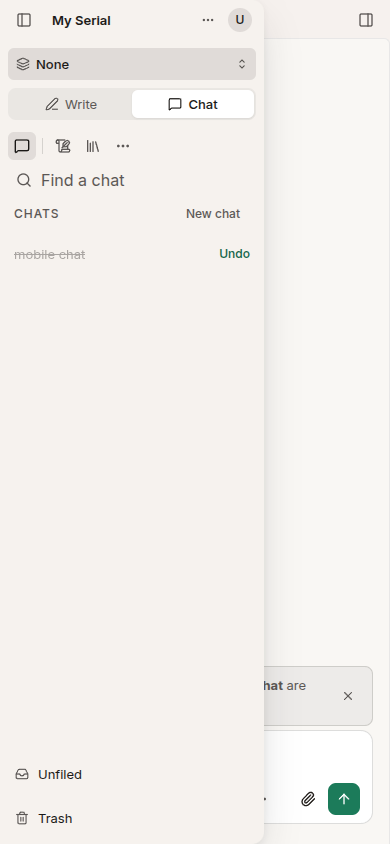 My Serial
U
None
Write
Chat
Find a chat
CHATS
New chat
mobile chat
Undo
hat are
Unfiled
Trash